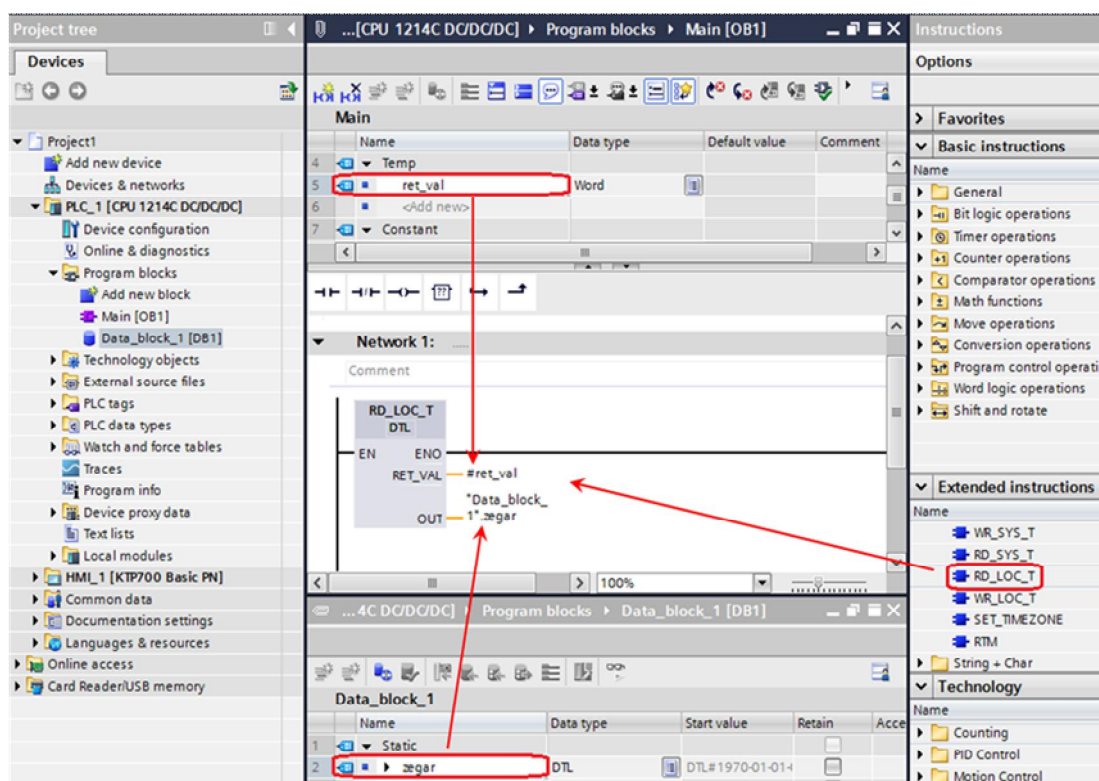 Project tree
Devices
Project1
Add new device
Devices & networks
PLC_1 [CPU 1214C DC/DC/DC]
Device configuration
Online & diagnostics
Program blocks
Add new block
Main [OB1]
Data_block_1 [DB1]
Technology objects
External source files
PLC tags
PLC data types
Watch and force tables
Traces
Program info
Device proxy data
Text lists
Local modules
HMI_1 [KTP700 Basic PN]
Common data
Documentation settings
Languages & resources
Online access
Card Reader/USB memory
...[CPU 1214C DC/DC/DC] Program blocks Main [OB1]
Main
Name Data type Default value Comment
4 Temp
5 ret_val Word
6 <Add new>
7 Constant
??
Network 1: .....
Comment
RD_LOC_T
DTL
EN ENO
RET_VAL #ret_val
"Data_block_
OUT 1".zegar
100%
...4C DC/DC/DC] Program blocks Data_block_1 [DB1]
Data_block_1
Name Data type Start value Retain Acce
1 Static
2 zegar DTL DTL#1970-01-01-
Instructions
Options
Favorites
Basic instructions
Name
General
Bit logic operations
Timer operations
Counter operations
Comparator operations
Math functions
Move operations
Conversion operations
Program control operati
Word logic operations
Shift and rotate
Extended instructions
Name
WR_SYS_T
RD_SYS_T
RD_LOC_T
WR_LOC_T
SET_TIMEZONE
RTM
String + Char
Technology
Name
Counting
PID Control
Motion Control